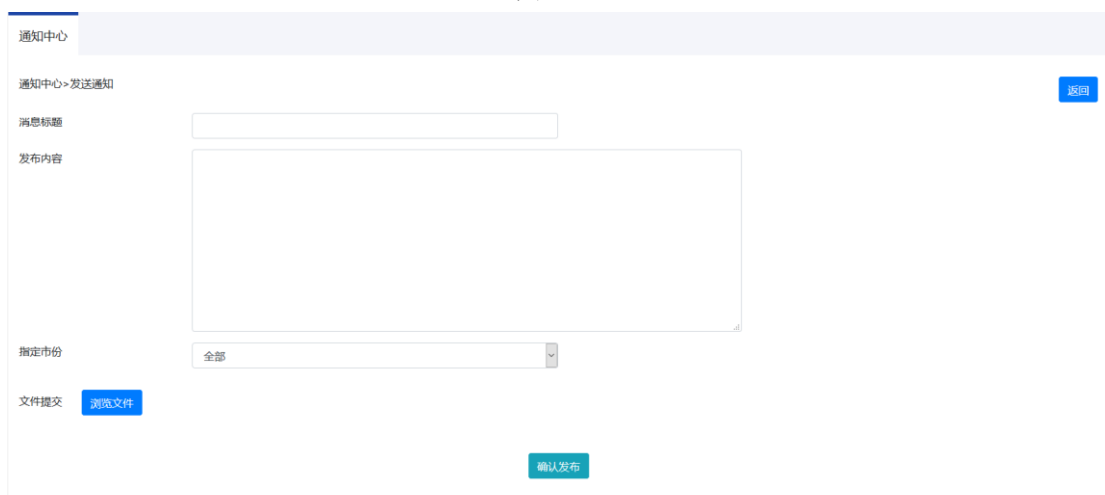 通知中心
通知中心>发送通知
返回
消息标题
发布内容
指定市份
全部
文件提交
浏览文件
确认发布